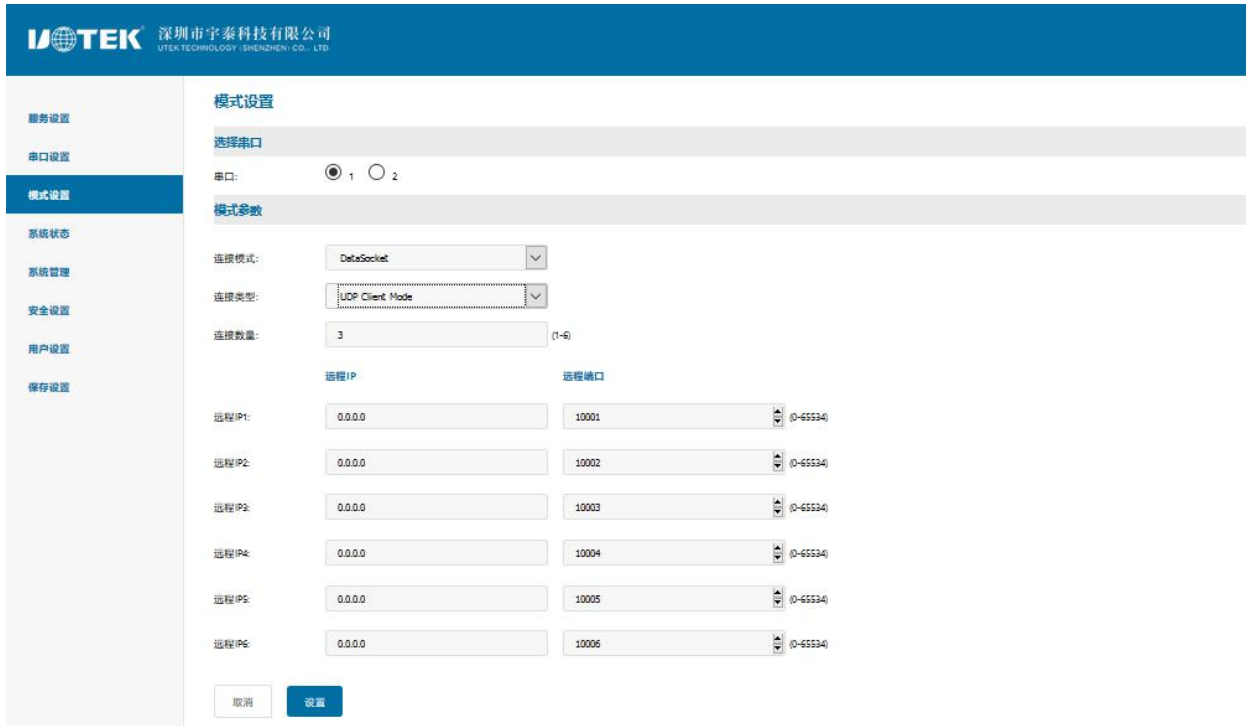 UTEK® 深圳市宇泰科技有限公司
UTEK TECHNOLOGY (SHENZHEN) CO., LTD.
服务设置
串口设置
模式设置
系统状态
系统管理
安全设置
用户设置
保存设置
模式设置
选择串口
串口: 1 2
模式参数
连接模式: DataSocket
连接类型: UDP Client Mode
连接数量: 3 (1-6)
远程IP 远程端口
远程IP1: 0.0.0.0 10001 (0-65534)
远程IP2: 0.0.0.0 10002 (0-65534)
远程IP3: 0.0.0.0 10003 (0-65534)
远程IP4: 0.0.0.0 10004 (0-65534)
远程IP5: 0.0.0.0 10005 (0-65534)
远程IP6: 0.0.0.0 10006 (0-65534)
取消 设置